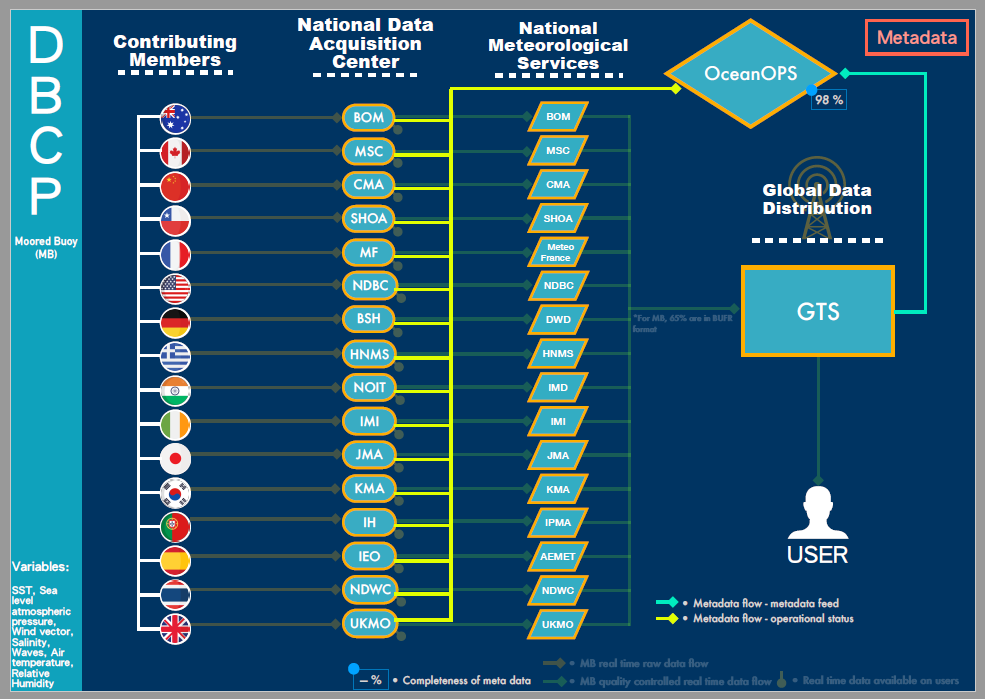 D
B
C
P
Moored Buoy
(MB)
Variables:
SST, Sea
level
atmospheric
pressure,
Wind vector,
Salinity,
Waves, Air
temperature,
Relative
Humidity
Contributing
Members
National Data
Acquisition
Center
National
Meteorological
Services
OceanOPS
98 %
Metadata
Global Data
Distribution
BOM
MSC
CMA
SHOA
MF
NDBC
BSH
HNMS
NOIT
IMI
JMA
KMA
IH
IEO
NDWC
UKMO
BOM
MSC
CMA
SHOA
Meteo
France
NDBC
DWD
HNMS
IMD
IMI
JMA
KMA
IPMA
AEMET
NDWC
UKMO
*For MB, 65% are in BUFR
format
GTS
USER
• Metadata flow - metadata feed
• Metadata flow - operational status
– % • Completeness of meta data
• MB real time raw data flow
• MB quality controlled real time data flow
• Real time data available on users